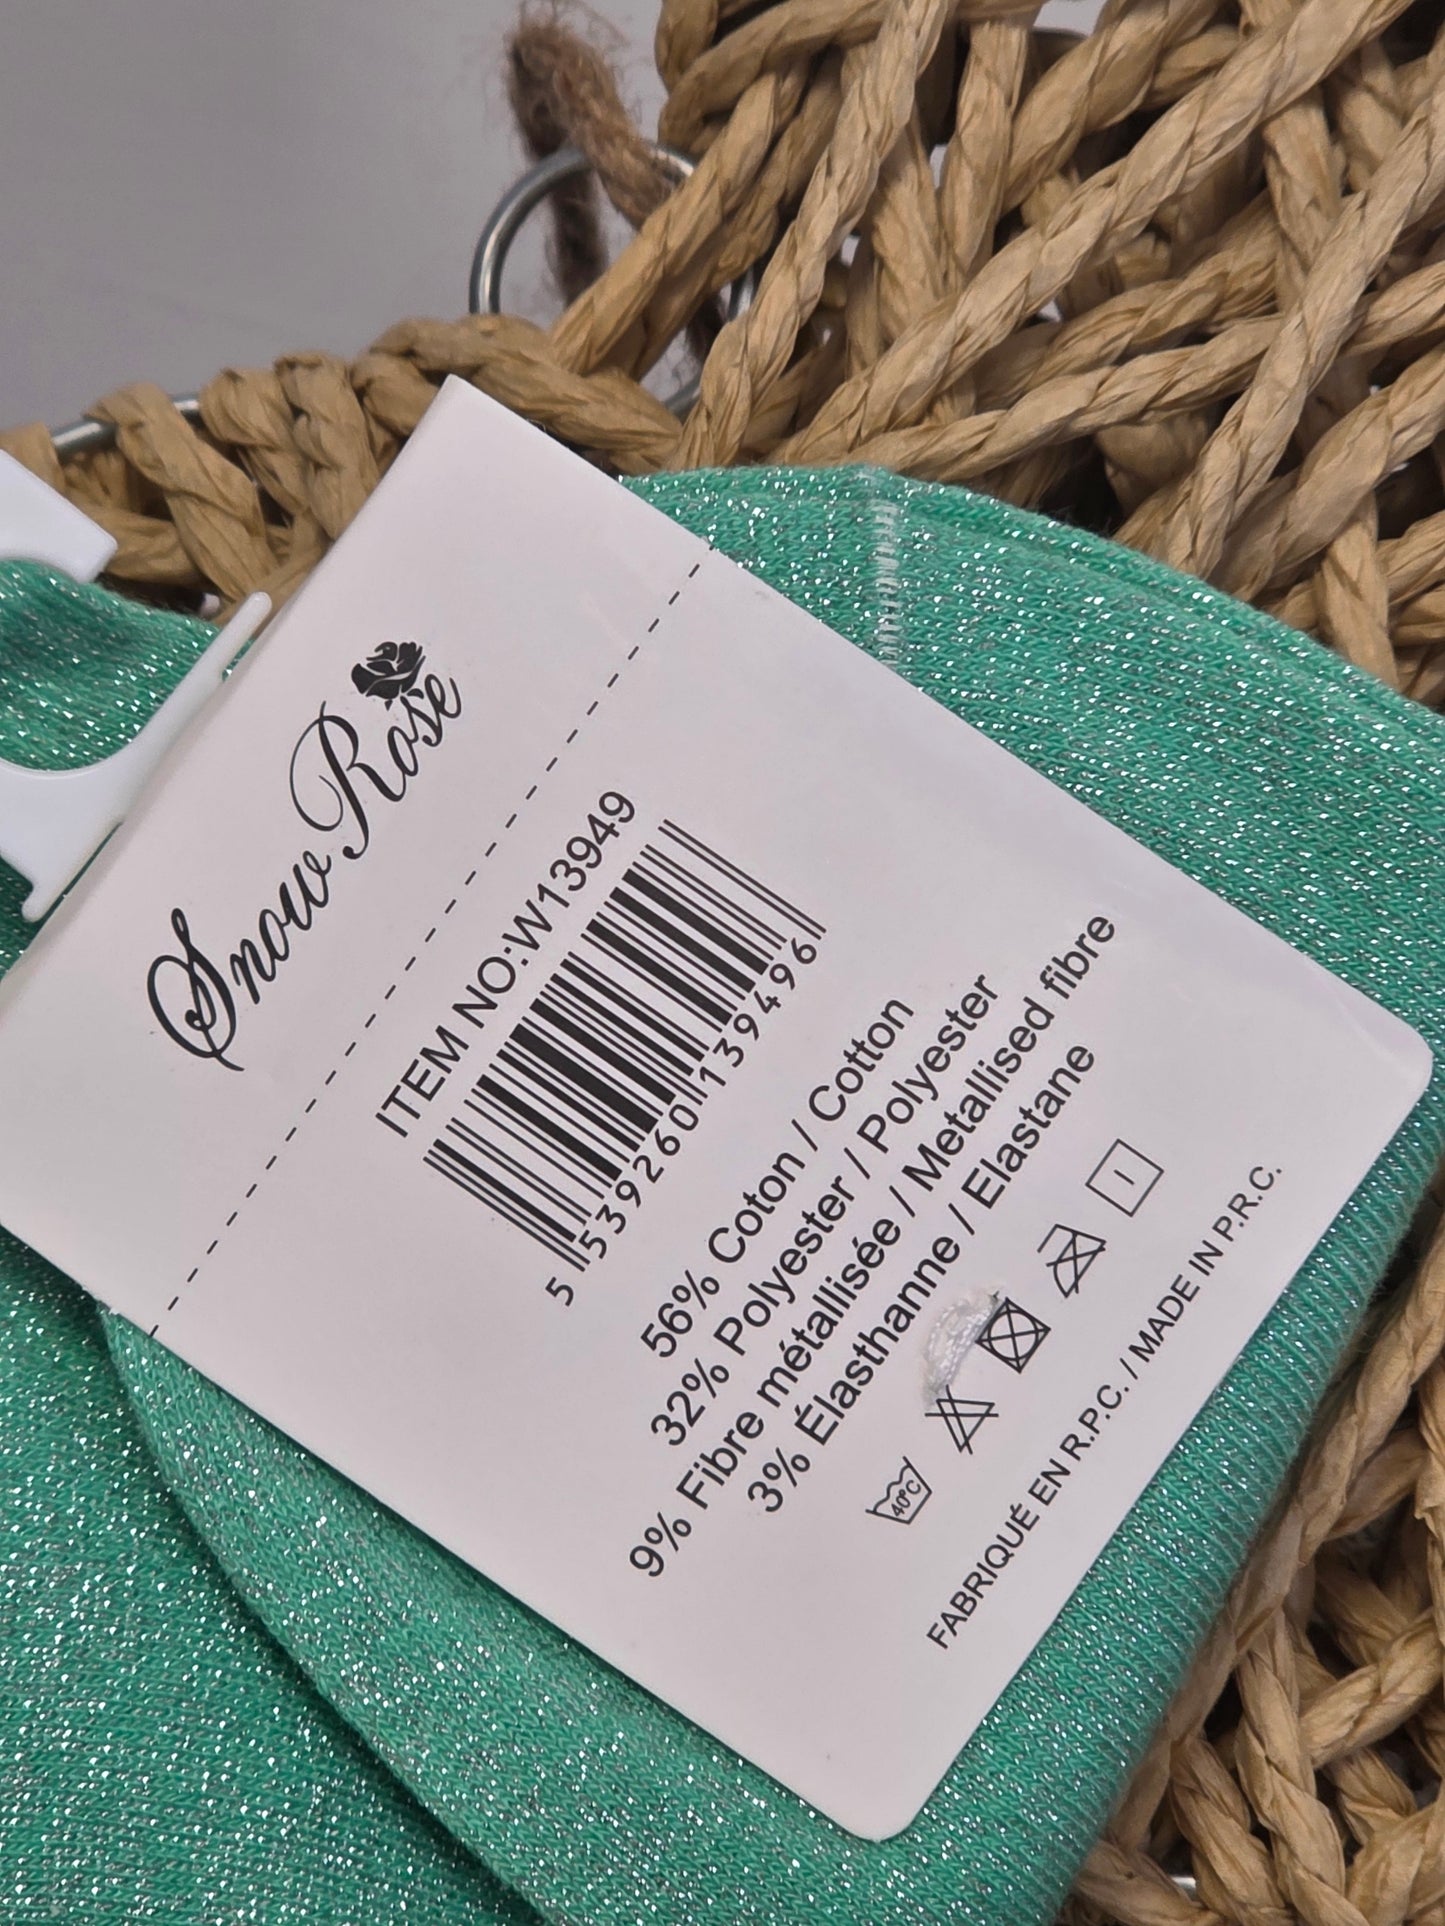 Snow Rose
ITEM NO:W13949
5 539260 139496
56% Coton / Cotton
32% Polyester / Polyester
9% Fibre métallisée / Metallised fibre
3% Élasthanne / Elastane
40°C
FABRIQUÉ EN R.P.C. / MADE IN P.R.C.